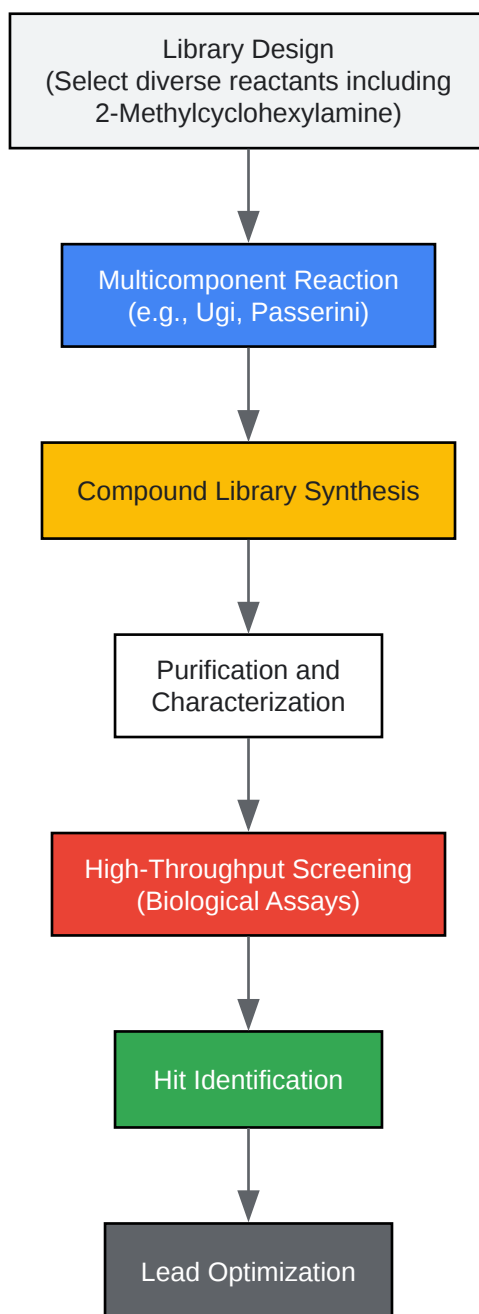 Library Design
(Select diverse reactants including
2-Methylcyclohexylamine)
Multicomponent Reaction
(e.g., Ugi, Passerini)
Compound Library Synthesis
Purification and
Characterization
High-Throughput Screening
(Biological Assays)
Hit Identification
Lead Optimization